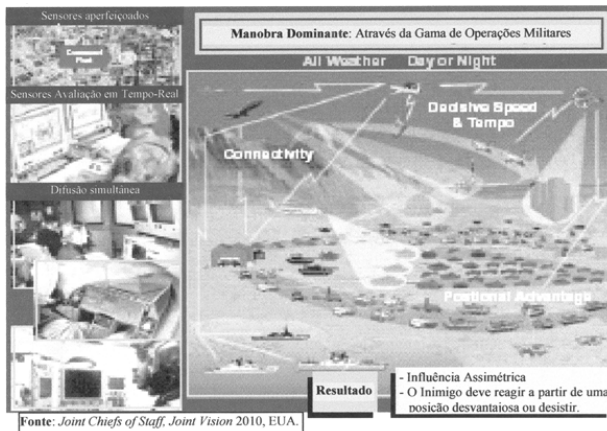 Sensores aperfeiçoados
Sensores Avaliação em Tempo-Real
Difusão simultánea
Manobra Dominante: Através da Gama de Operações Militares
All Weather Day or Night
Decisive Speed
& Tempo
Connectivity
Positional Advantage
Resultado
- Influência Assimétrica
- O Inimigo deve reagir a partir de uma
posição desvantaiosa ou desistir.
Fonte: Joint Chiefs of Staff, Joint Vision 2010, EUA.